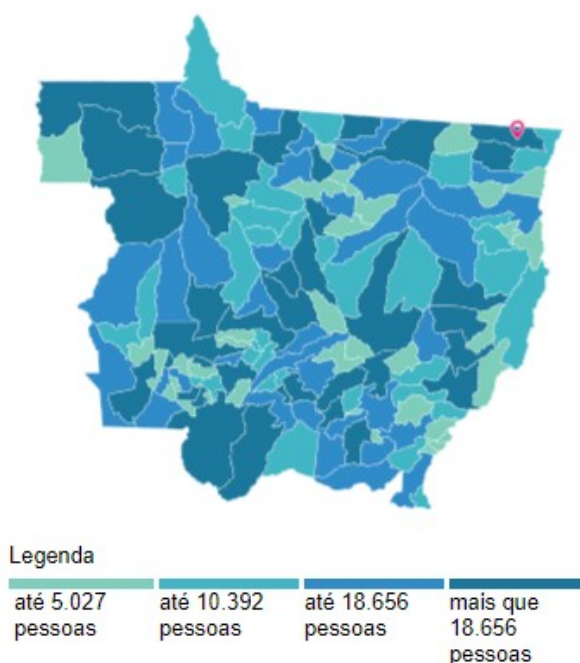 Legenda
até 5.027 pessoas
até 10.392 pessoas
até 18.656 pessoas
mais que 18.656 pessoas